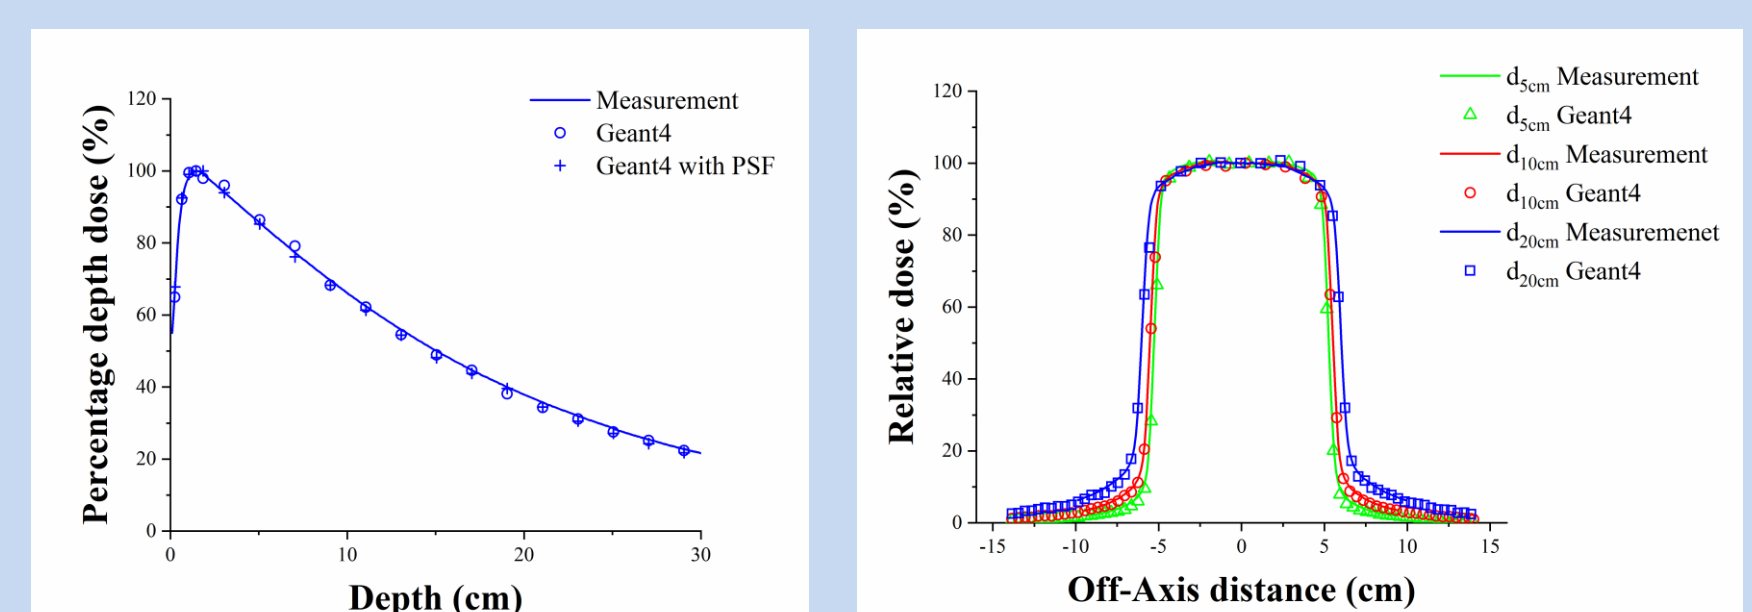 120
100
80
60
40
20
0
0
10
20
30
Percentage depth dose (%)
Depth (cm)
Measurement
Geant4
Geant4 with PSF
120
100
80
60
40
20
0
-15
-10
-5
0
5
10
15
Relative dose (%)
Off-Axis distance (cm)
d5cm Measurement
d5cm Geant4
d10cm Measurement
d10cm Geant4
d20cm Measuremenet
d20cm Geant4